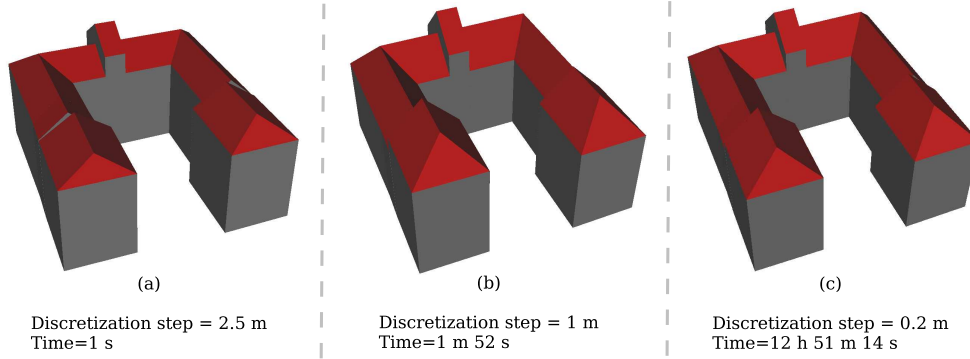 (a)
Discretization step = 2.5 m
Time=1 s
(b)
Discretization step = 1 m
Time=1 m 52 s
(c)
Discretization step = 0.2 m
Time=12 h 51 m 14 s